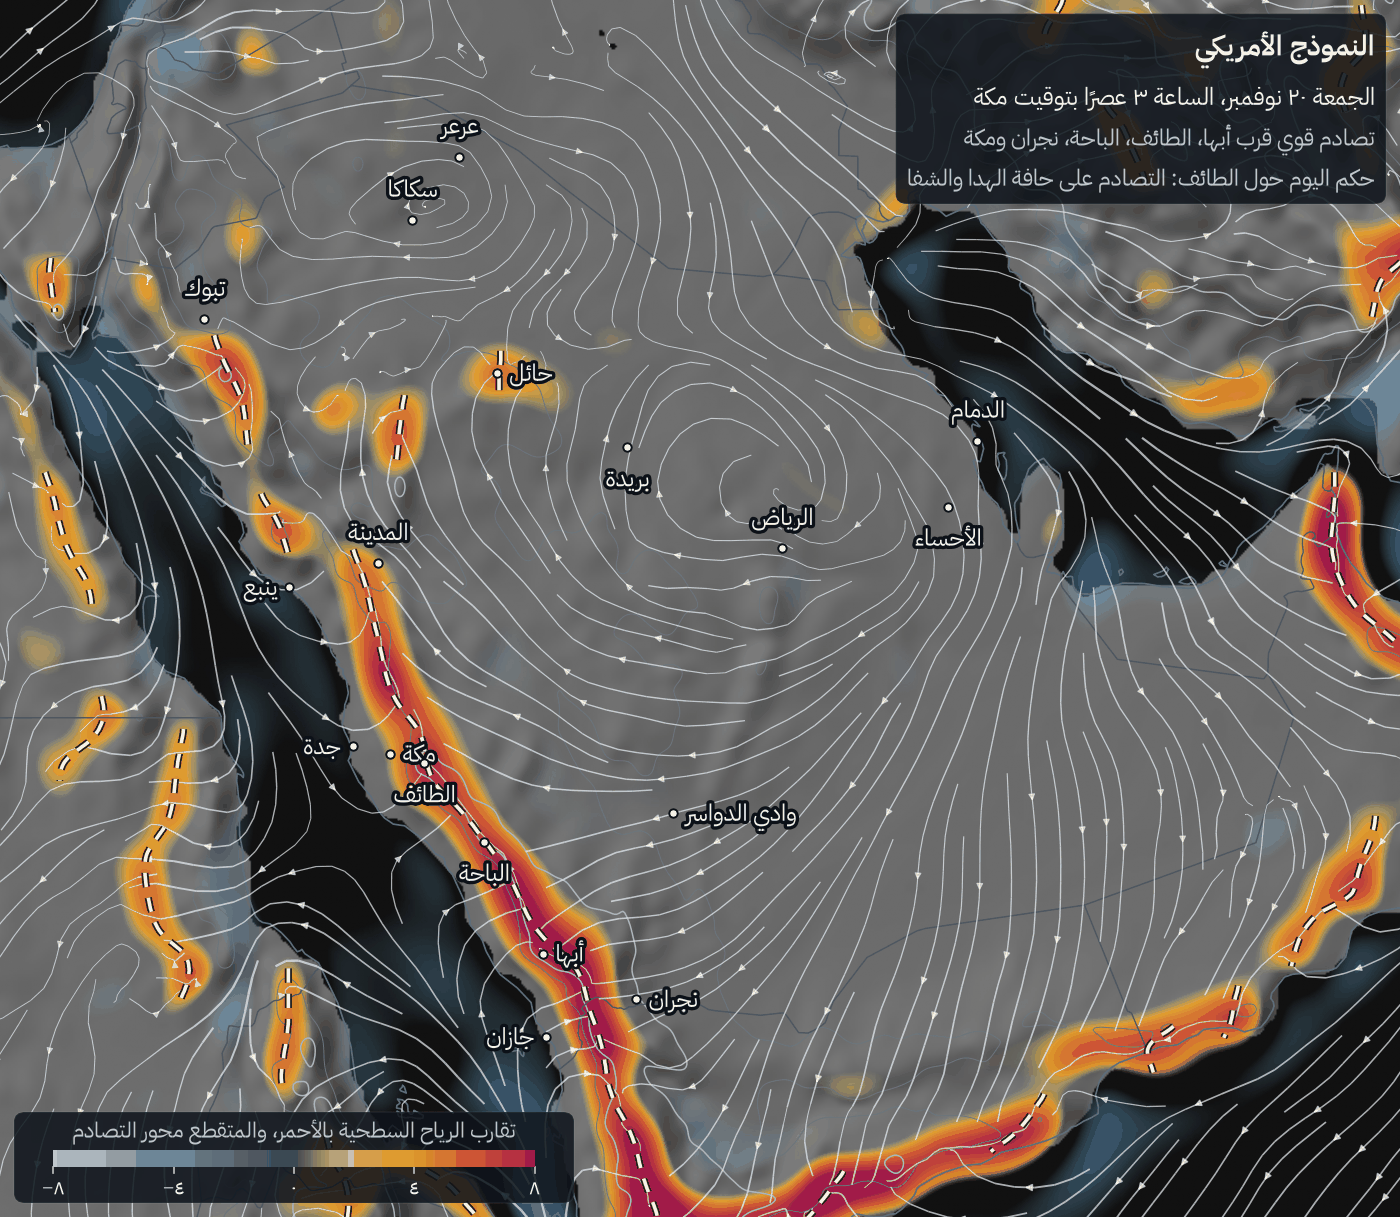 النموذج الأمريكي
الجمعة ٢٠ نوفمبر، الساعة ٣ عصرًا بتوقيت مكة
تصادم قوي قرب أبها، الطائف، الباحة، نجران ومكة
حكم اليوم حول الطائف: التصادم على حافة الهدا والشفا
عرعر
سكاكا
تبوك
حائل
الدمام
بريدة
الرياض
الأحساء
المدينة
ينبع
جدة
مكة
الطائف
وادي الدواسر
الباحة
أبها
نجران
جازان
تقارب الرياح السطحية بالأحمر، والمتقطع محور التصادم
−٨ −٤ ٠ ٤ ٨